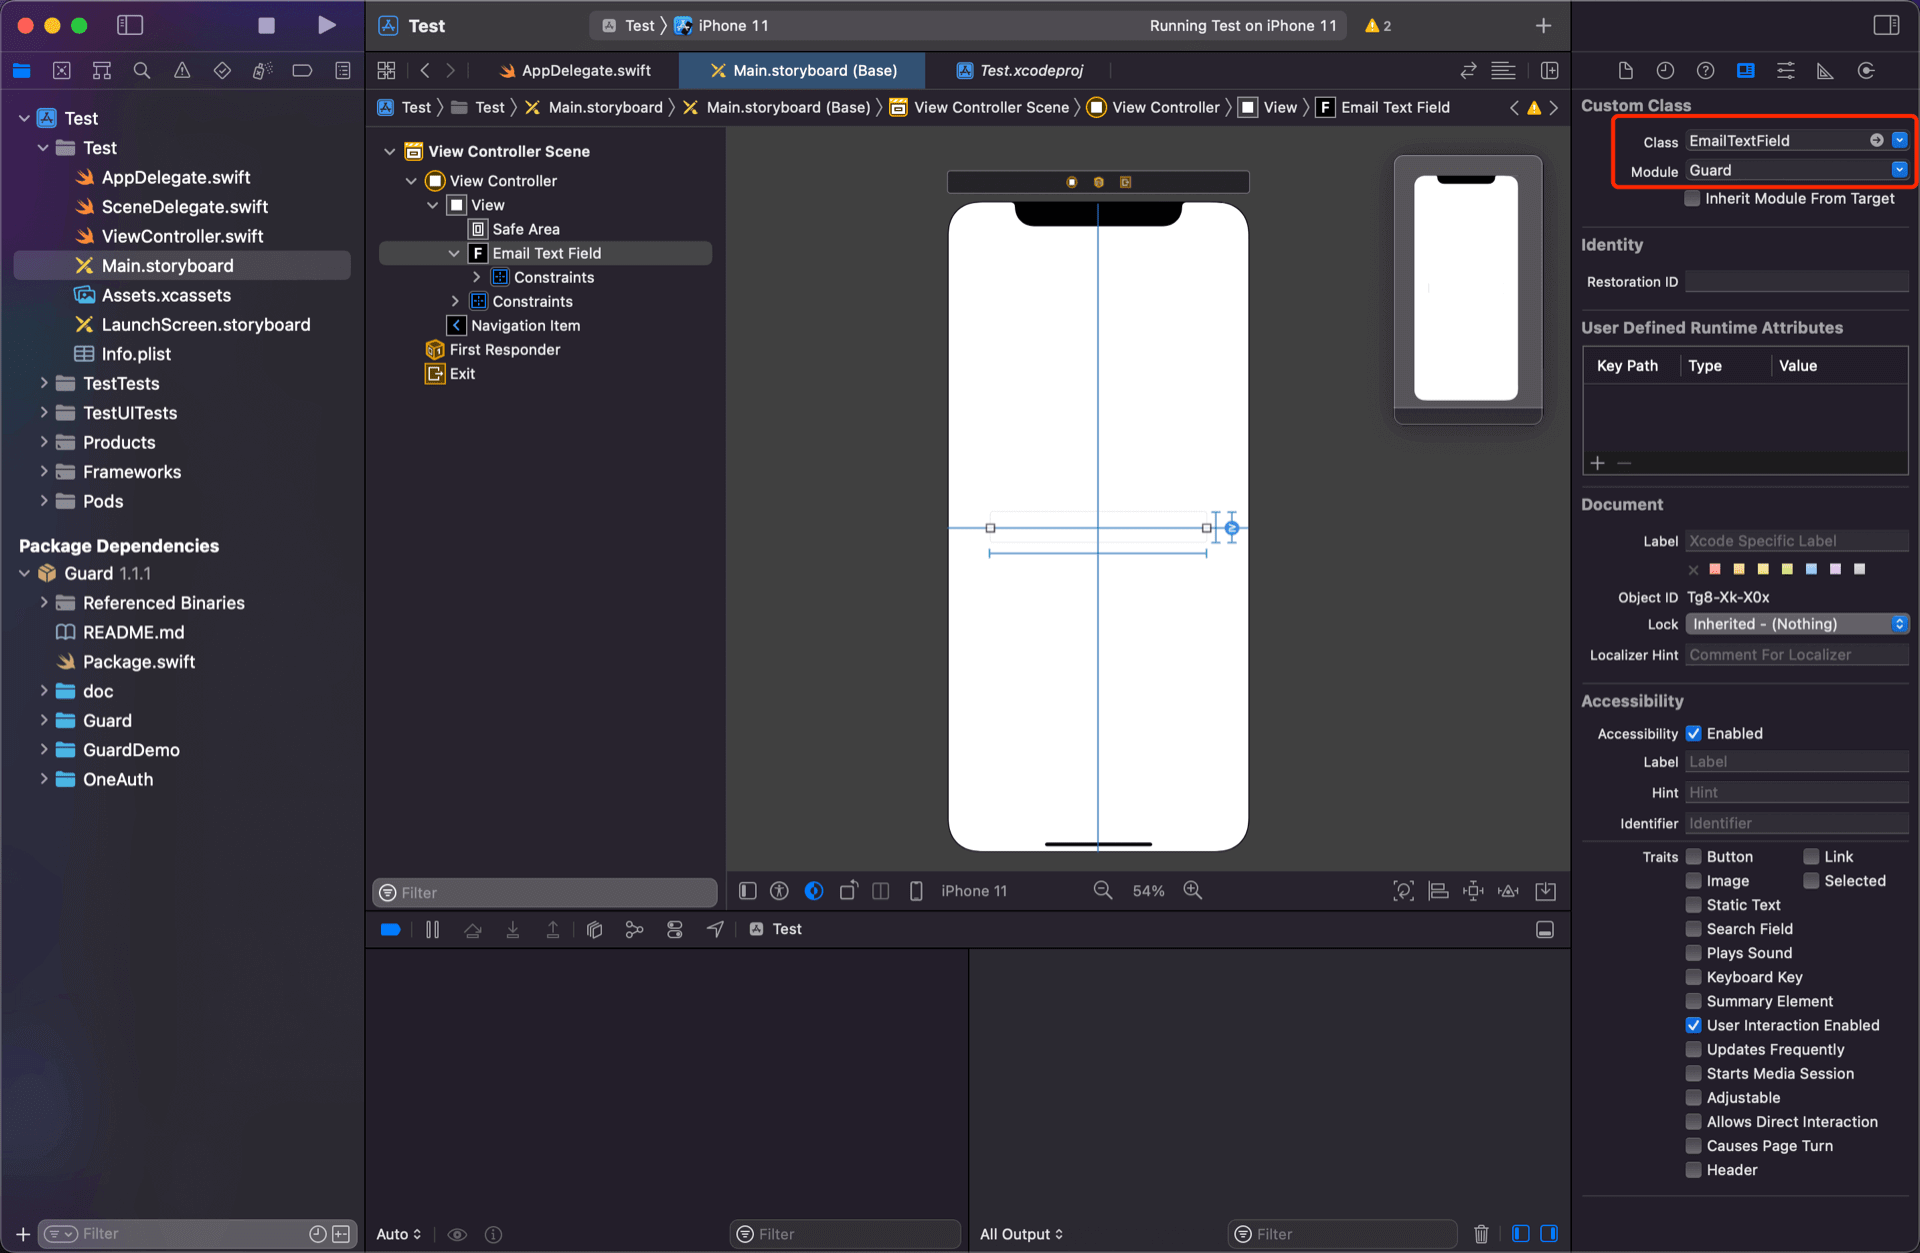 Test
Test
iPhone 11
Running Test on iPhone 11
2
AppDelegate.swift
Main.storyboard (Base)
Test.xcodeproj
Test
Test
Main.storyboard
Main.storyboard (Base)
View Controller Scene
View Controller
View
F
Email Text Field
Test
Test
AppDelegate.swift
SceneDelegate.swift
ViewController.swift
Main.storyboard
Assets.xcassets
LaunchScreen.storyboard
Info.plist
TestTests
TestUITests
Products
Frameworks
Pods
Package Dependencies
Guard 1.1.1
Referenced Binaries
README.md
Package.swift
doc
Guard
GuardDemo
OneAuth
Filter
View Controller Scene
View Controller
View
Safe Area
F Email Text Field
Constraints
Constraints
Navigation Item
First Responder
Exit
Filter
iPhone 11
54%
Test
Auto
Filter
All Output
Filter
Custom Class
Class EmailTextField
Module Guard
Inherit Module From Target
Identity
Restoration ID
User Defined Runtime Attributes
Key Path Type Value
Document
Label Xcode Specific Label
Object ID Tg8-Xk-X0x
Lock Inherited - (Nothing)
Localizer Hint Comment For Localizer
Accessibility
Accessibility Enabled
Label Label
Hint Hint
Identifier Identifier
Traits Button Link
Image Selected
Static Text
Search Field
Plays Sound
Keyboard Key
Summary Element
User Interaction Enabled
Updates Frequently
Starts Media Session
Adjustable
Allows Direct Interaction
Causes Page Turn
Header